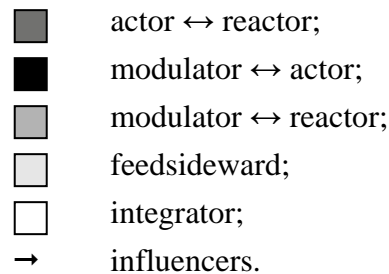 actor ↔ reactor;
modulator ↔ actor;
modulator ↔ reactor;
feedsideward;
integrator;
→ influencers.